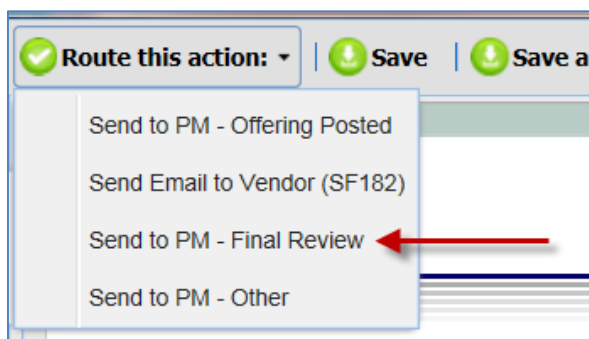 Route this action: Save Save a
Send to PM - Offering Posted
Send Email to Vendor (SF182)
Send to PM - Final Review
Send to PM - Other